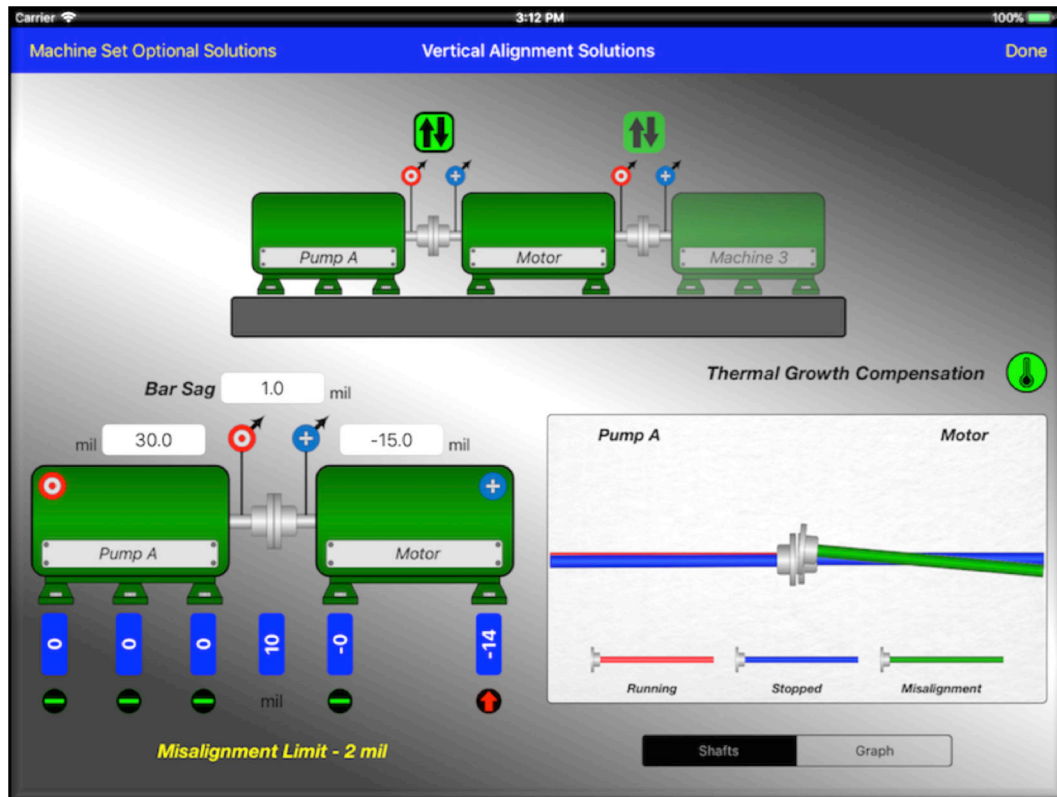 Carrier 3:12 PM 100%
Machine Set Optional Solutions Vertical Alignment Solutions Done
Pump A Motor Machine 3
Thermal Growth Compensation
Bar Sag 1.0 mil
mil 30.0 -15.0 mil
Pump A Motor
Pump A Motor
0 0 0 10 -0 -14
mil
Running Stopped Misalignment
Misalignment Limit - 2 mil
Shafts Graph